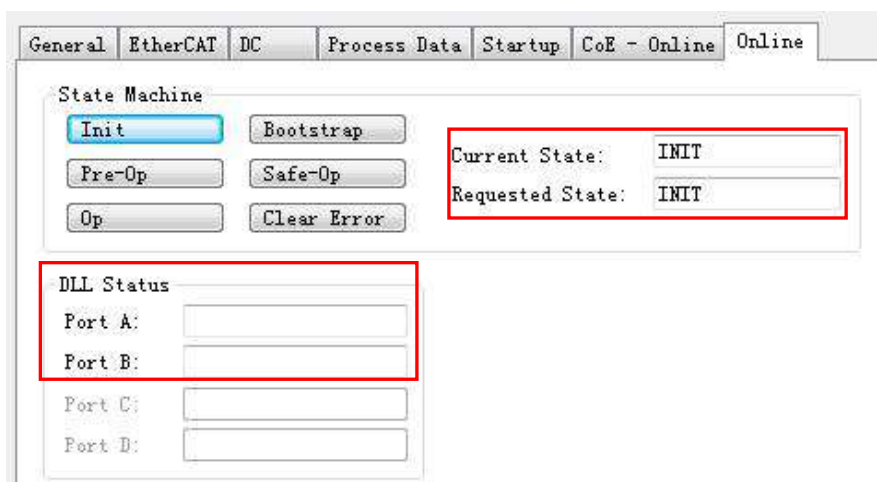 General EtherCAT DC Process Data Startup CoE - Online Online
State Machine
Init Bootstrap
Current State: INIT
Pre-Op Safe-Op
Requested State: INIT
Op Clear Error
DLL Status
Port A:
Port B:
Port C:
Port D: